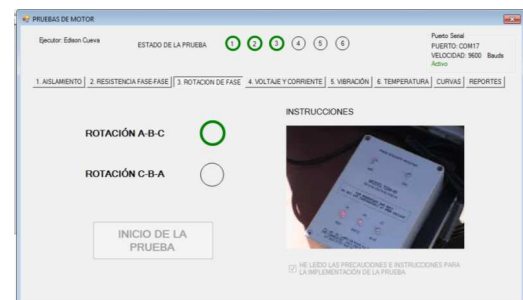 PRUEBAS DE MOTOR
Ejecutor: Edison Cueva
ESTADO DE LA PRUEBA 1 2 3 4 5 6
Puerto Serial
PUERTO: COM17
VELOCIDAD: 9600 Bauds
Activo
1. AISLAMIENTO 2. RESISTENCIA FASE-FASE 3. ROTACION DE FASE 4. VOLTAJE Y CORRIENTE 5. VIBRACIÓN 6. TEMPERATURA CURVAS REPORTES
INSTRUCCIONES
ROTACIÓN A-B-C
ROTACIÓN C-B-A
INICIO DE LA
PRUEBA
HE LEÍDO LAS PRECAUCIONES E INSTRUCCIONES PARA
LA IMPLEMENTACIÓN DE LA PRUEBA.